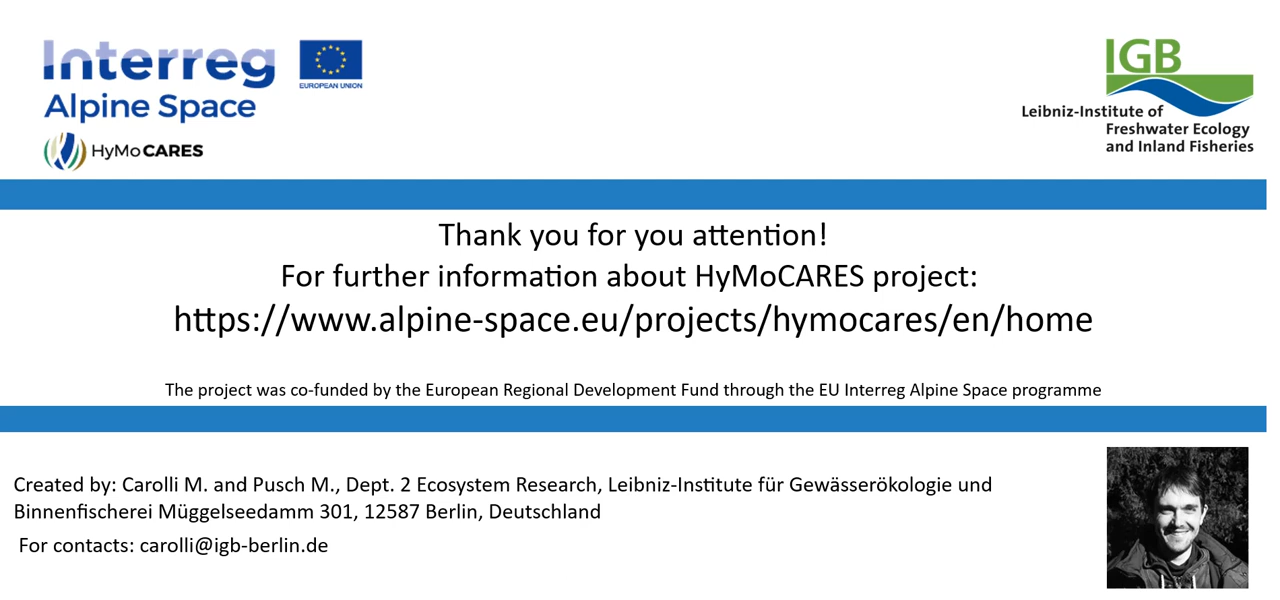 Interreg
EUROPEAN UNION
Alpine Space
HyMoCARES
IGB
Leibniz-Institute of
Freshwater Ecology
and Inland Fisheries
Thank you for you attention!
For further information about HyMoCARES project:
https://www.alpine-space.eu/projects/hymocares/en/home
The project was co-funded by the European Regional Development Fund through the EU Interreg Alpine Space programme
Created by: Carolli M. and Pusch M., Dept. 2 Ecosystem Research, Leibniz-Institute für Gewässerökologie und
Binnenfischerei Müggelseedamm 301, 12587 Berlin, Deutschland
For contacts: carolli@igb-berlin.de